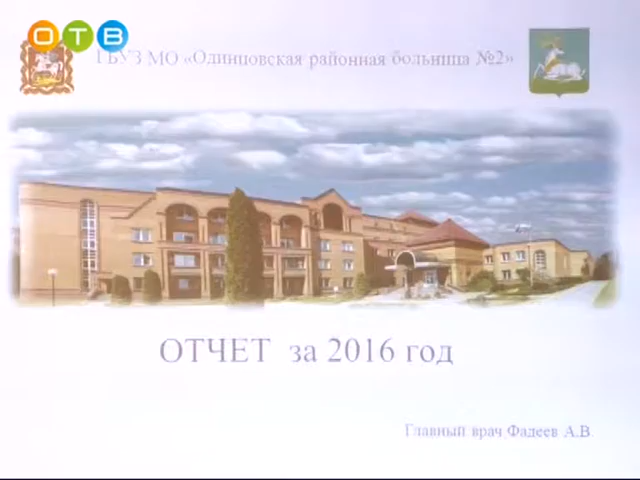 ОТВ
ГБУЗ МО «Одинцовская районная больница №2»
ОТЧЕТ за 2016 год
Главный врач Фадеев А.В.